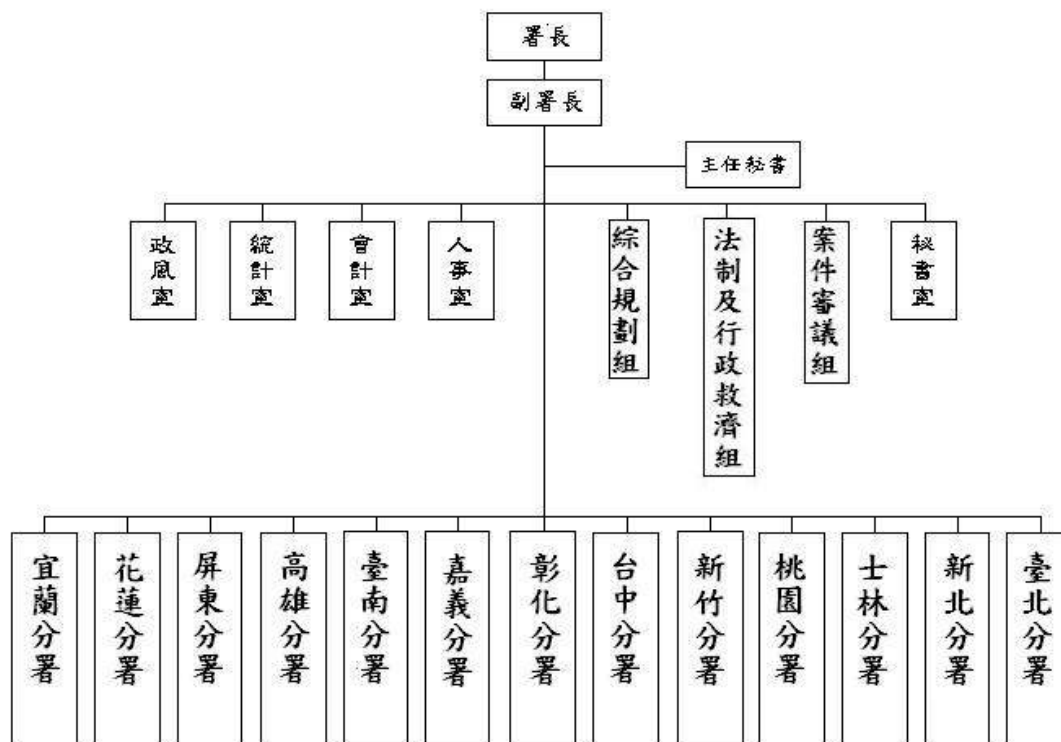 署長
副署長
主任秘書
政風室
統計室
會計室
人事室
綜合規劃組
法制及行政救濟組
案件審議組
秘書室
宜蘭分署
花蓮分署
屏東分署
高雄分署
臺南分署
嘉義分署
彰化分署
台中分署
新竹分署
桃園分署
士林分署
新北分署
臺北分署